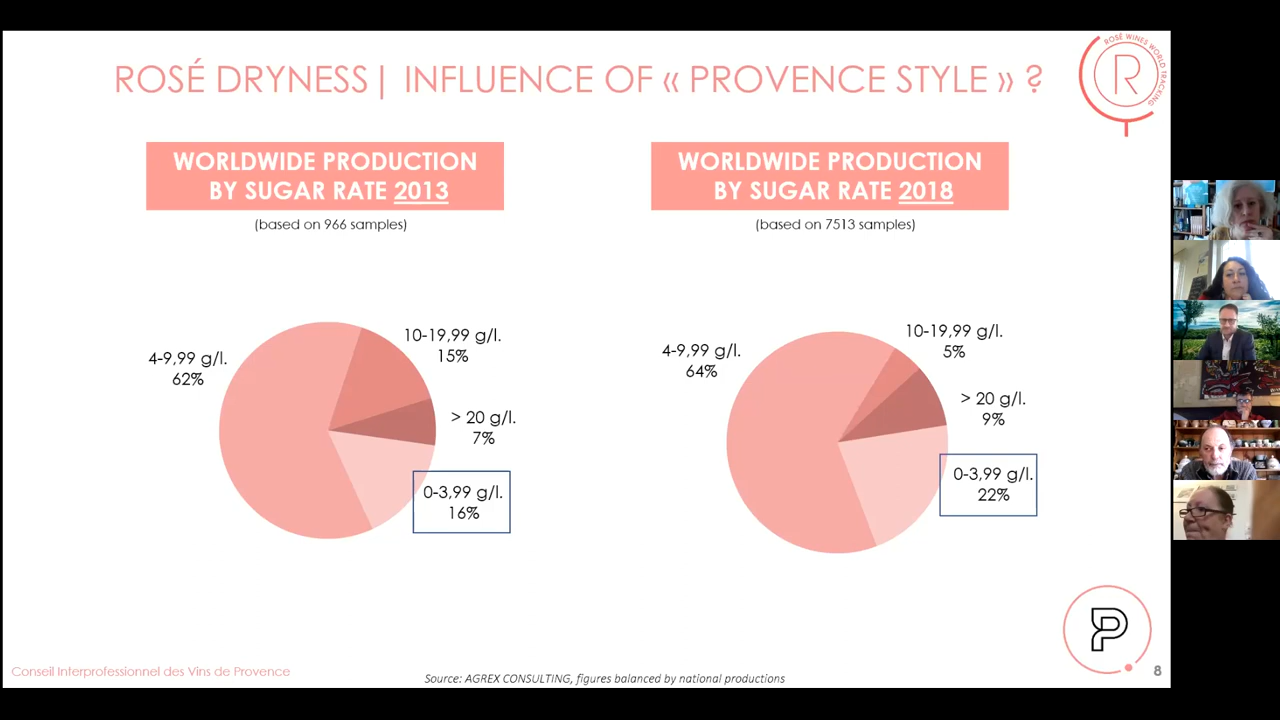 ROSÉ DRYNESS| INFLUENCE OF « PROVENCE STYLE » ?
ROSÉ WINES WORLD TRACKING
R
WORLDWIDE PRODUCTION
BY SUGAR RATE 2013
(based on 966 samples)
10-19,99 g/l.
15%
4-9,99 g/l.
62%
> 20 g/l.
7%
0-3,99 g/l.
16%
WORLDWIDE PRODUCTION
BY SUGAR RATE 2018
(based on 7513 samples)
10-19,99 g/l.
5%
4-9,99 g/l.
64%
> 20 g/l.
9%
0-3,99 g/l.
22%
P
Conseil Interprofessionnel des Vins de Provence
Source: AGREX CONSULTING, figures balanced by national productions
8